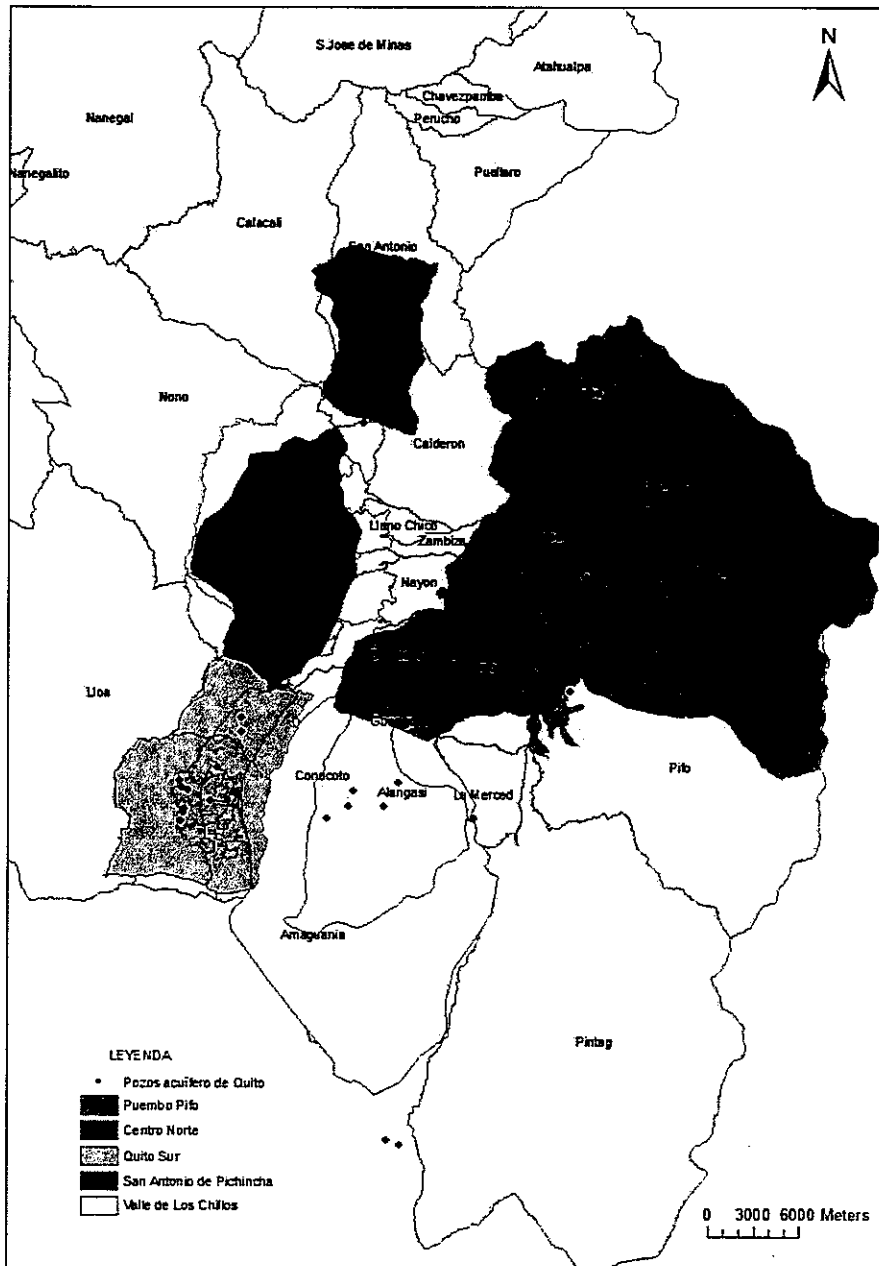 N
S.Jose de Minas
Atahualpa
Chavezpamba
Perucho
Nanegal
Nanegalito
Puellaro
Calacali
San Antonio
Nono
Calderon
Llano Chico
Zambiza
Nayon
Lloa
Pifo
Conocoto
Alangasi
La Merced
Amaguania
Pintag
LEYENDA
Pozos acuífero de Quito
Puembo Pifo
Centro Norte
Quito Sur
San Antonio de Pichincha
Valle de Los Chillos
0 3000 6000 Meters